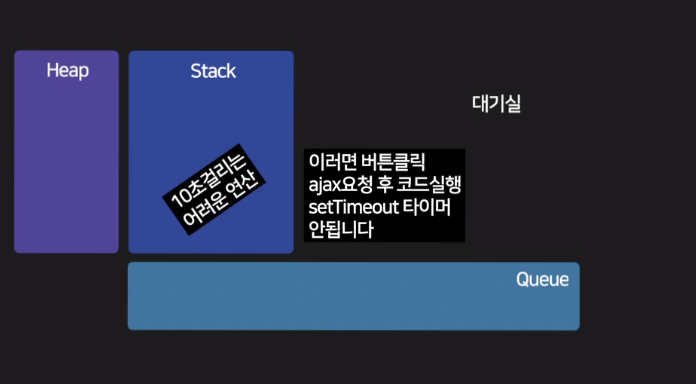 Heap
Stack
대기실
10초걸리는
어려운 연산
이러면 버튼클릭
ajax요청 후 코드실행
setTimeout 타이머
안됩니다
Queue